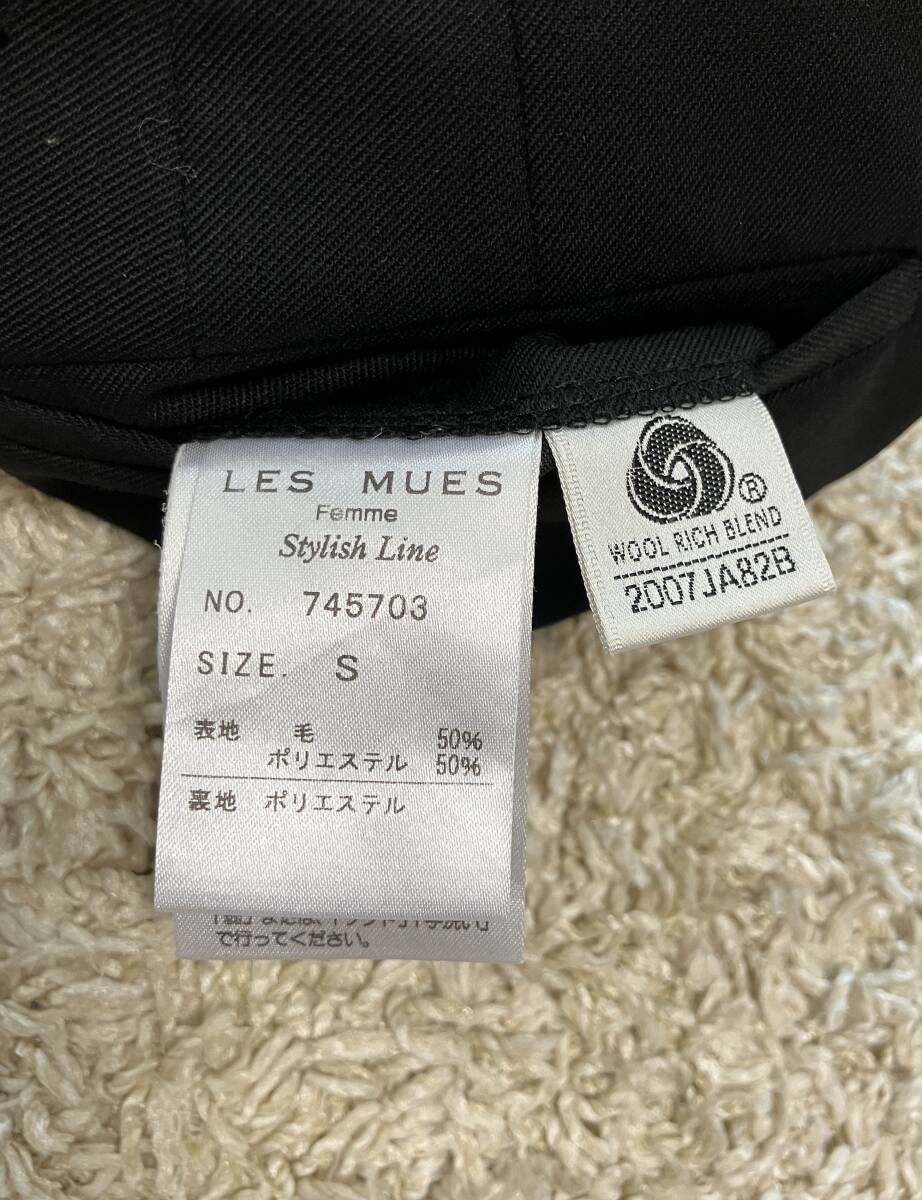 LES MUES
Femme
Stylish Line
NO. 745703
SIZE. S
表地 毛 50%
ポリエステル 50%
裏地 ポリエステル
で行ってください。
®
WOOL RICH BLEND
2007JA82B